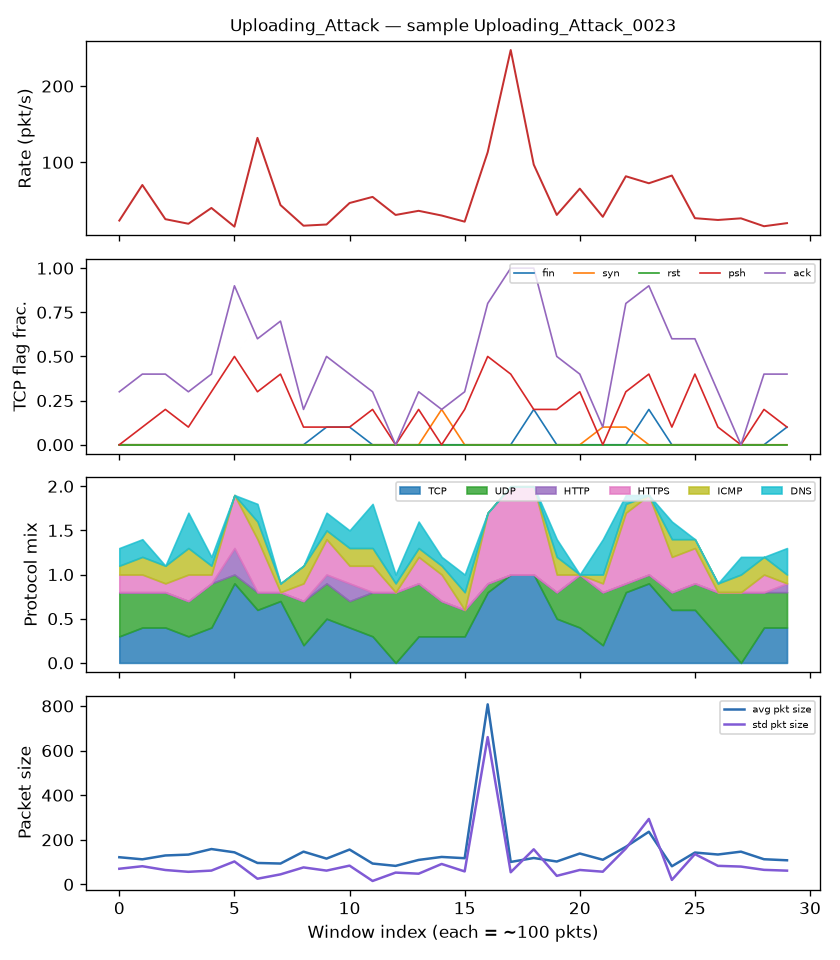 Uploading_Attack — sample Uploading_Attack_0023
Rate (pkt/s)
200
100
TCP flag frac.
1.00
0.75
0.50
0.25
0.00
fin syn rst psh ack
Protocol mix
2.0
1.5
1.0
0.5
0.0
TCP UDP HTTP HTTPS ICMP DNS
Packet size
800
600
400
200
0
avg pkt size
std pkt size
0 5 10 15 20 25 30
Window index (each = ~100 pkts)